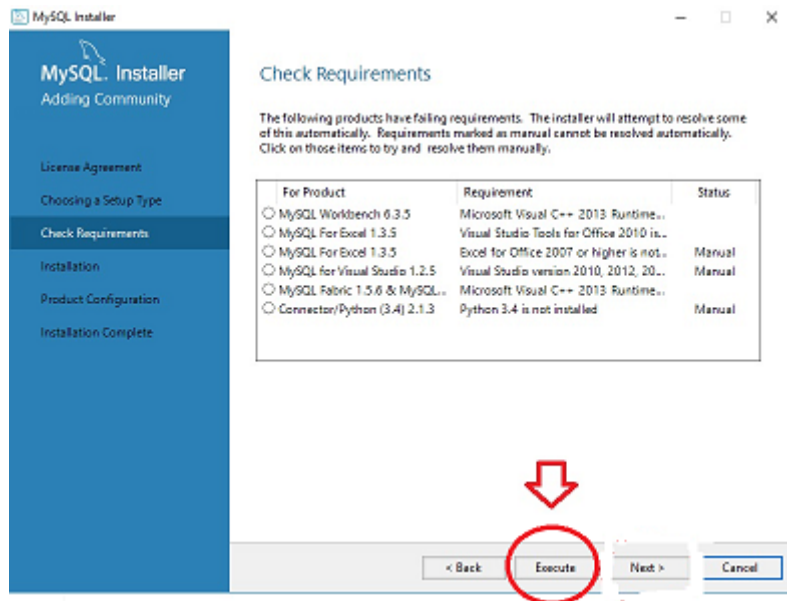 MySQL Installer
MySQL. Installer
Adding Community
License Agreement
Choosing a Setup Type
Check Requirements
Installation
Product Configuration
Installation Complete
Check Requirements
The following products have failing requirements. The installer will attempt to resolve some
of this automatically. Requirements marked as manual cannot be resolved automatically.
Click on those items to try and resolve them manually.
For Product Requirement Status
MySQL Workbench 6.3.5 Microsoft Visual C++ 2013 Runtime...
MySQL For Excel 1.3.5 Visual Studio Tools for Office 2010 is...
MySQL For Excel 1.3.5 Excel for Office 2007 or higher is not... Manual
MySQL for Visual Studio 1.2.5 Visual Studio version 2010, 2012, 20... Manual
MySQL Fabric 1.5.6 & MySQL... Microsoft Visual C++ 2013 Runtime...
Connector/Python (3.4) 2.1.3 Python 3.4 is not installed Manual
< Back Execute Next > Cancel